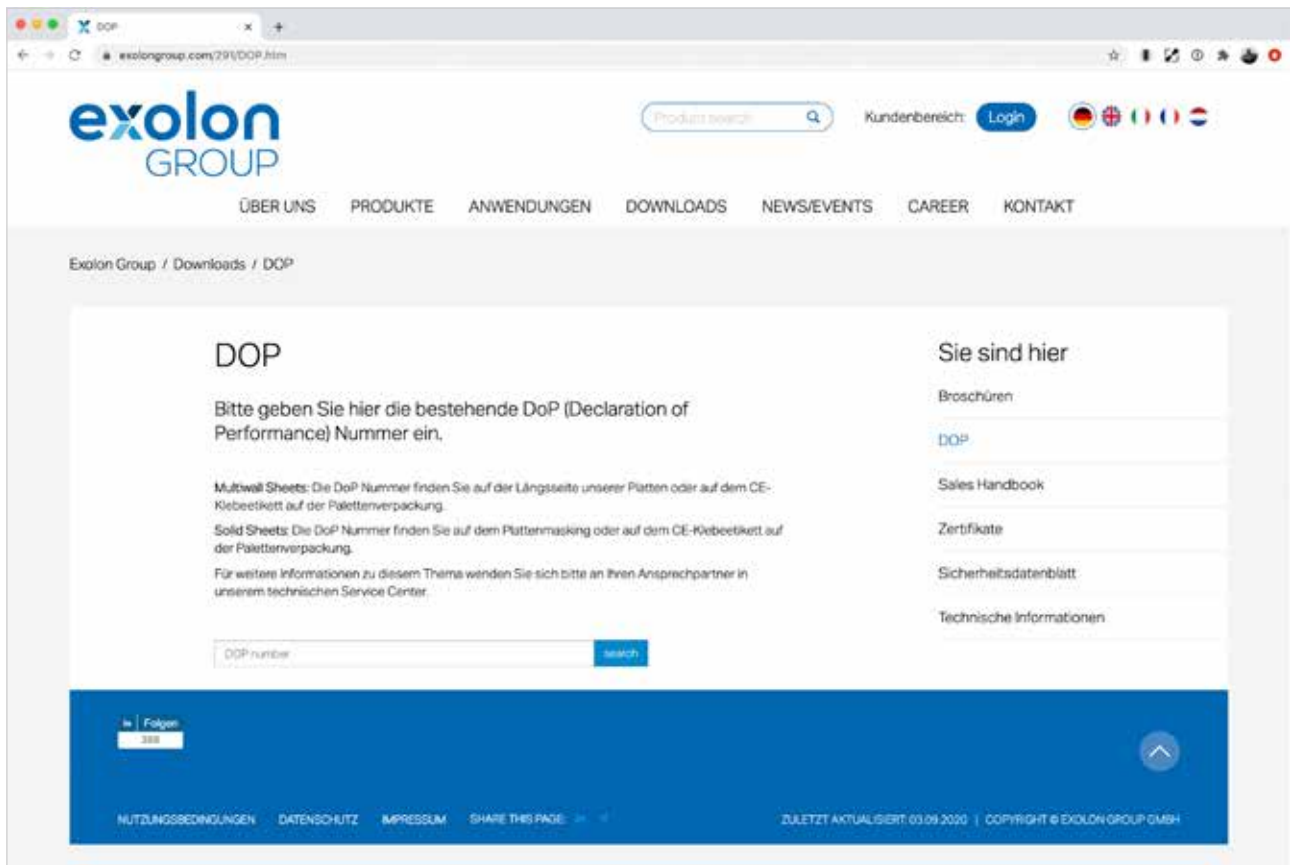 DOP
exolongroup.com/291/DOP.htm
exolon
GROUP
Product search
Kundenbereich: Login
ÜBER UNS PRODUKTE ANWENDUNGEN DOWNLOADS NEWS/EVENTS CAREER KONTAKT
Exolon Group / Downloads / DOP
DOP
Bitte geben Sie hier die bestehende DoP (Declaration of
Performance) Nummer ein.
Multiwall Sheets: Die DoP Nummer finden Sie auf der Längsseite unserer Platten oder auf dem CE-
Klebeetikett auf der Palettenverpackung.
Solid Sheets: Die DoP Nummer finden Sie auf dem Plattenmasking oder auf dem CE-Klebeetikett auf
der Palettenverpackung.
Für weitere Informationen zu diesem Thema wenden Sie sich bitte an Ihren Ansprechpartner in
unserem technischen Service Center.
DOP number
search
Sie sind hier
Broschüren
DOP
Sales Handbook
Zertifikate
Sicherheitsdatenblatt
Technische Informationen
in Folgen
388
NUTZUNGSBEDINGUNGEN DATENSCHUTZ IMPRESSUM SHARE THIS PAGE:
ZULETZT AKTUALISIERT: 03.09.2020 | COPYRIGHT © EXOLON GROUP GMBH